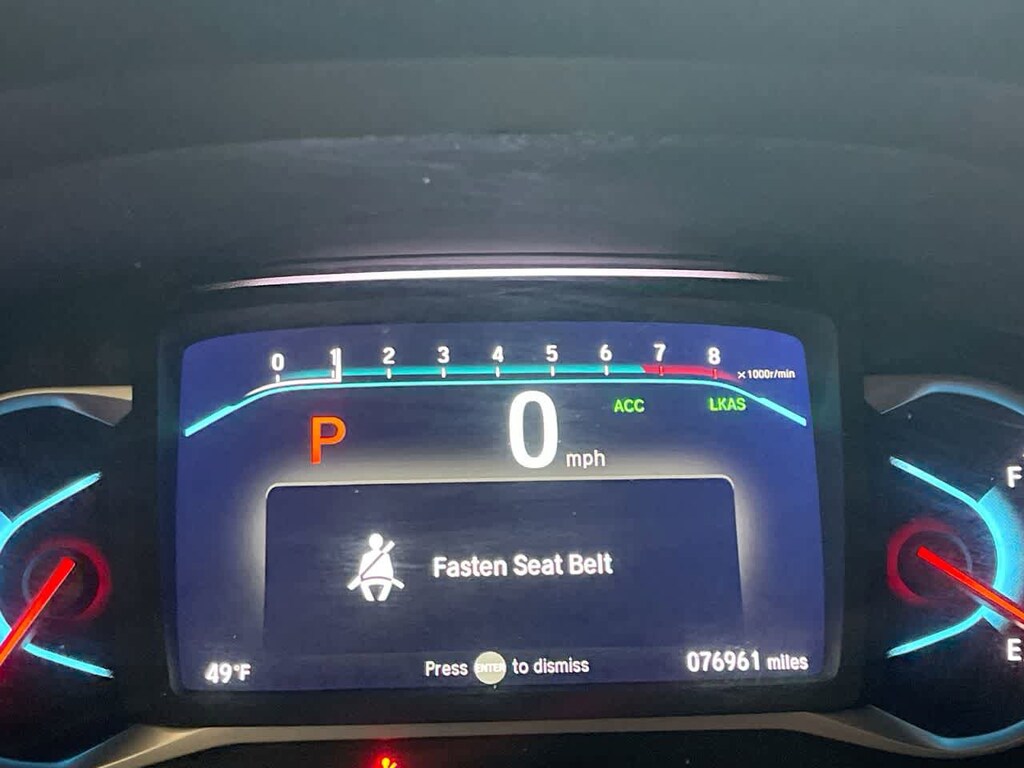 0 1 2 3 4 5 6 7 8 ×1000r/min
P 0 mph ACC LKAS
F
Fasten Seat Belt
E
49°F Press ENTER to dismiss 076961 miles